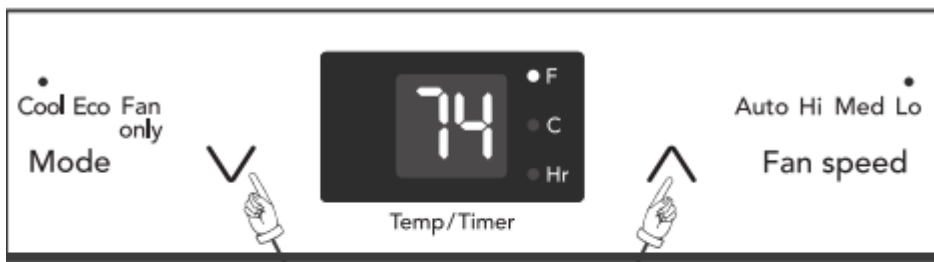 Cool Eco Fan
only
Mode
74
F
C
Hr
Temp/Timer
Auto Hi Med Lo
Fan speed